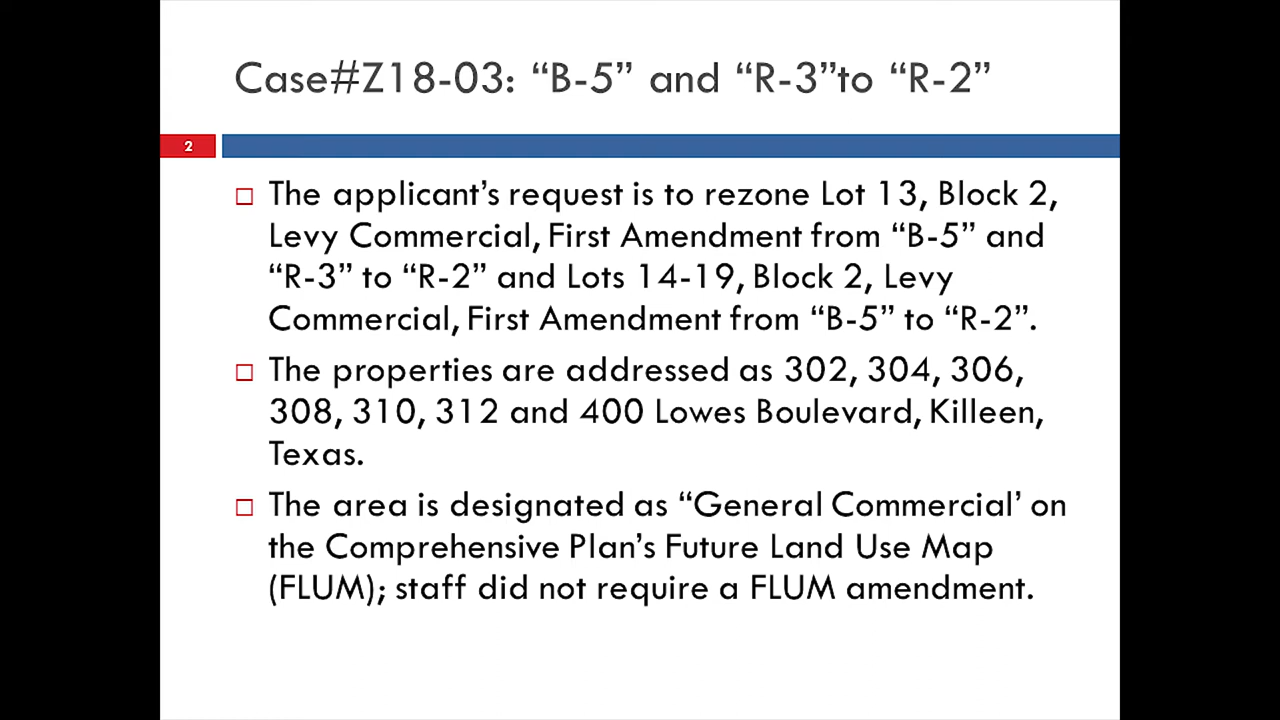 Case#Z18-03: “B-5” and “R-3”to “R-2”
2
The applicant’s request is to rezone Lot 13, Block 2,
Levy Commercial, First Amendment from “B-5” and
“R-3” to “R-2” and Lots 14-19, Block 2, Levy
Commercial, First Amendment from “B-5” to “R-2”.
The properties are addressed as 302, 304, 306,
308, 310, 312 and 400 Lowes Boulevard, Killeen,
Texas.
The area is designated as “General Commercial’ on
the Comprehensive Plan’s Future Land Use Map
(FLUM); staff did not require a FLUM amendment.